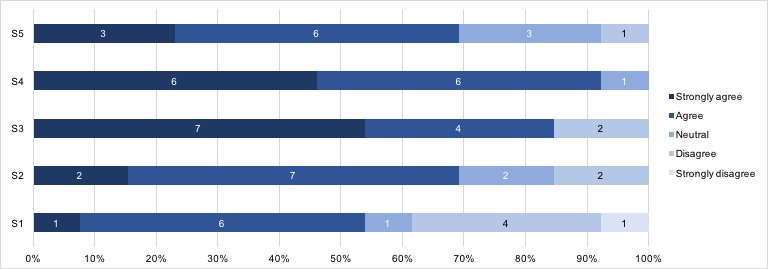 S5 3 6 3 1
S4 6 6 1
Strongly agree
Agree
S3 7 4 2
Neutral
Disagree
S2 2 7 2 2
Strongly disagree
S1 1 6 1 4 1
0% 10% 20% 30% 40% 50% 60% 70% 80% 90% 100%